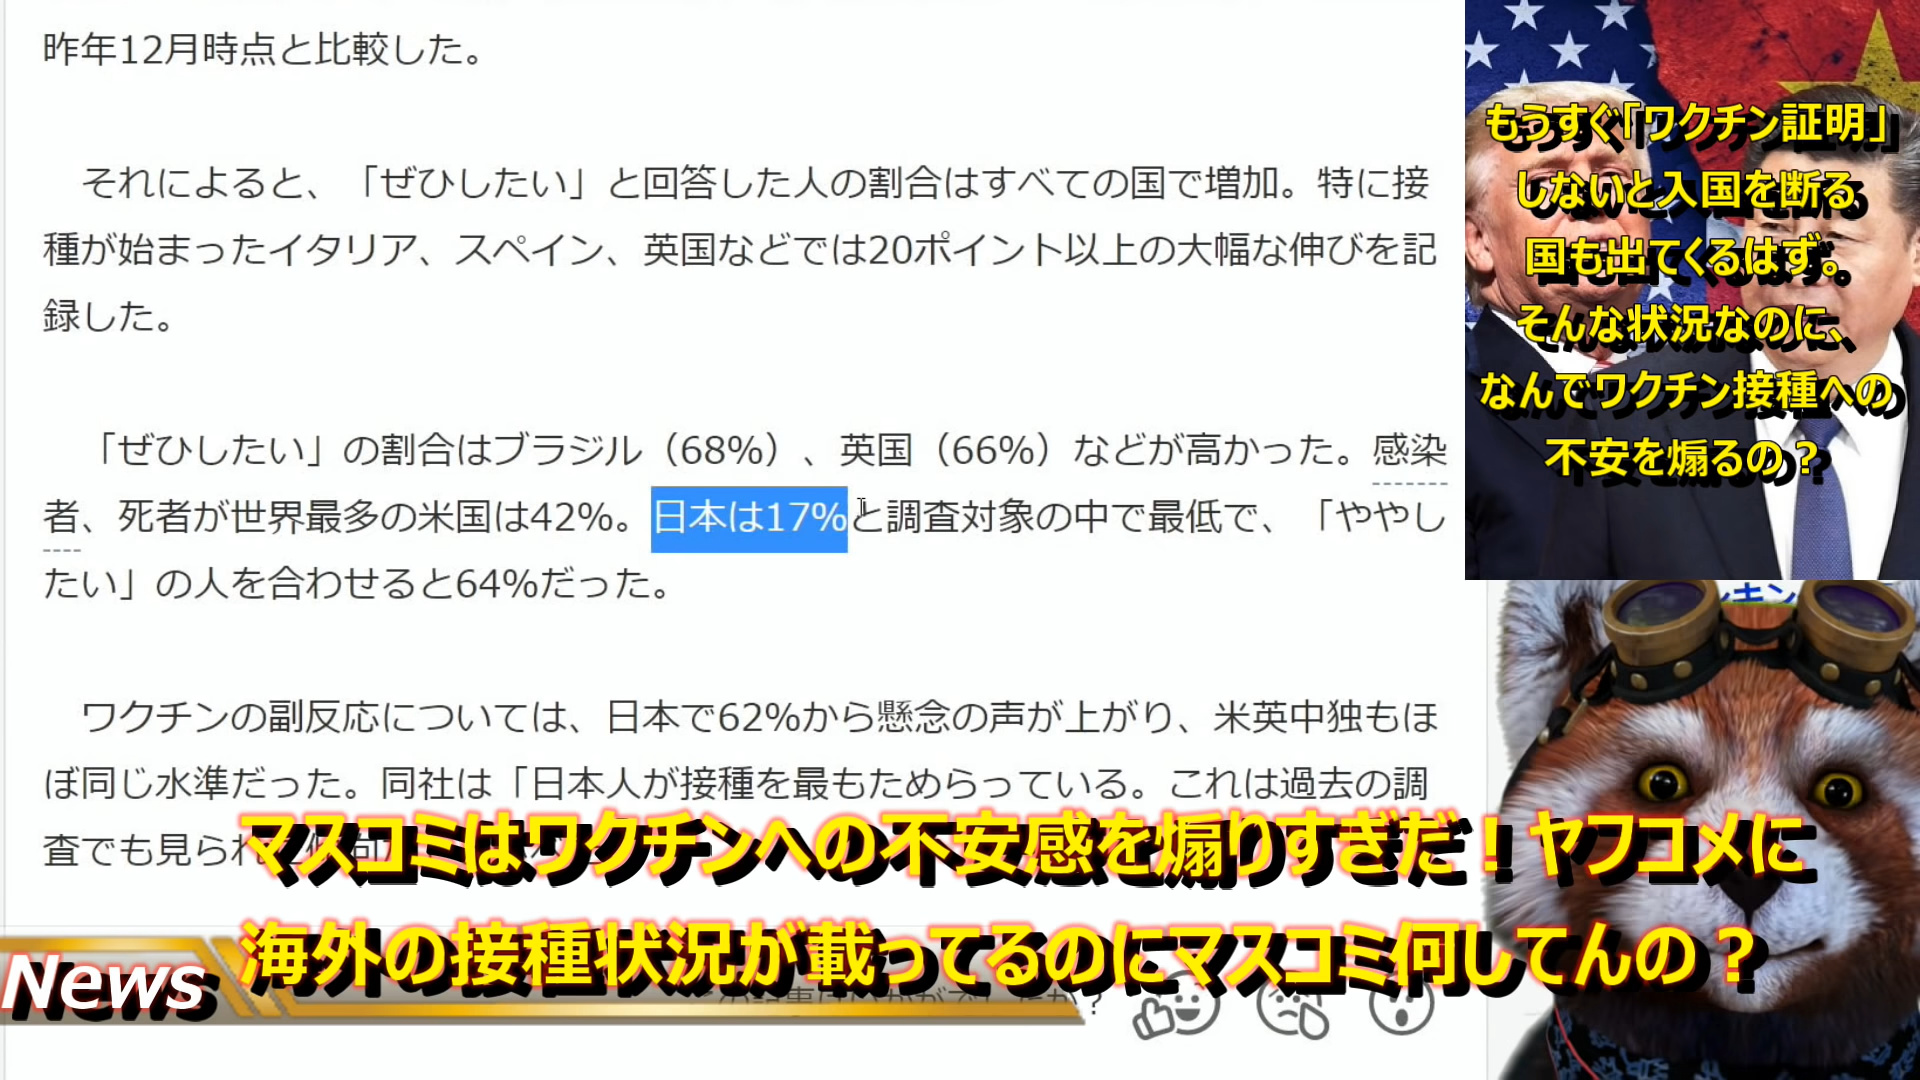 昨年12月時点と比較した。
それによると、「ぜひしたい」と回答した人の割合はすべての国で増加。特に接
種が始まったイタリア、スペイン、英国などでは20ポイント以上の大幅な伸びを記
録した。
「ぜひしたい」の割合はブラジル（68%）、英国（66%）などが高かった。感染
者、死者が世界最多の米国は42%。日本は17%と調査対象の中で最低で、「ややし
たい」の人を合わせると64%だった。
ワクチンの副反応については、日本で62%から懸念の声が上がり、米英中独もほ
ぼ同じ水準だった。同社は「日本人が接種を最もためらっている。これは過去の調
査でも見られ
もうすぐ「ワクチン証明」
しないと入国を断る
国も出てくるはず。
そんな状況なのに、
なんでワクチン接種への
不安を煽るの？
マスコミはワクチンへの不安感を煽りすぎだ！ヤフコメに
海外の接種状況が載ってるのにマスコミ何してんの？
News